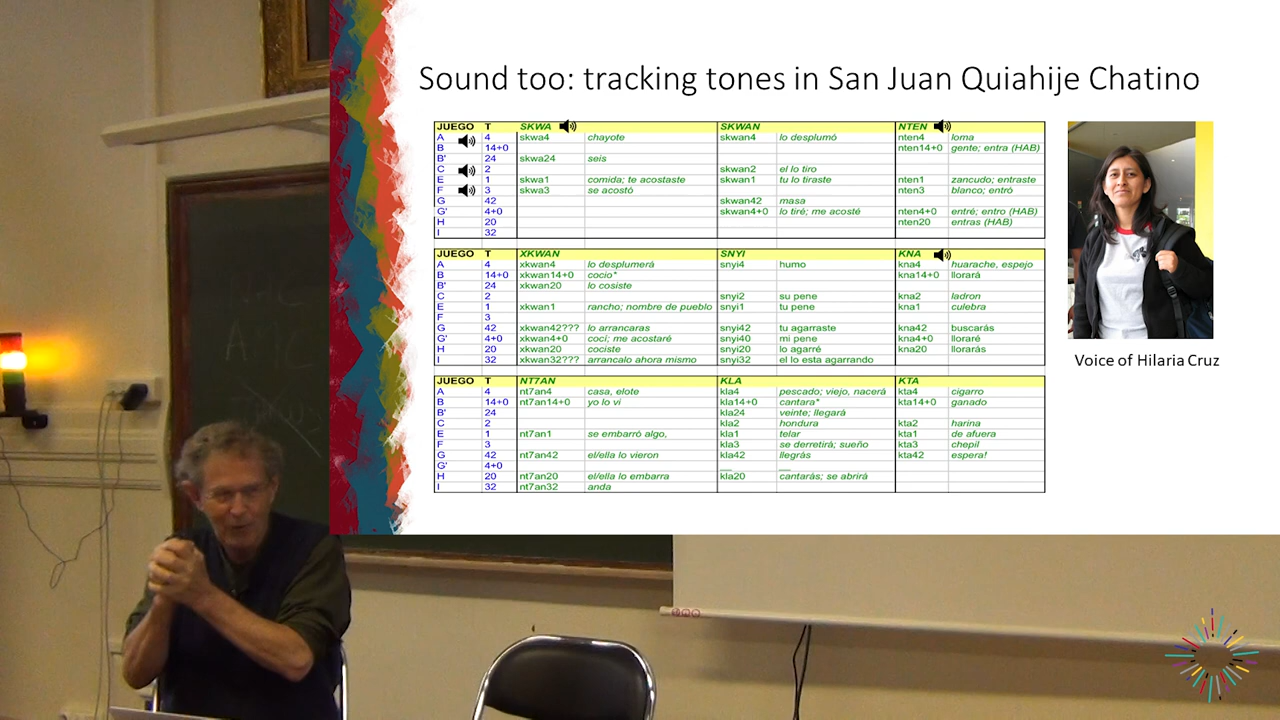 Sound too: tracking tones in San Juan Quiahije Chatino
JUEGO T SKWA SKWAN NTEN
A 4 skwa4 chayote skwan4 lo desplumó nten4 loma
B 14+0 nten14+0 gente; entra (HAB)
B' 24 skwa24 seis
C 2 skwan2 el lo tiro
E 1 skwa1 comida; te acostaste skwan1 tu lo tiraste nten1 zancudo; entraste
F 3 skwa3 se acostó nten3 blanco; entró
G 42 skwan42 masa
G' 4+0 skwan4+0 lo tiré; me acosté nten4+0 entré; entro (HAB)
H 20 nten20 entras (HAB)
I 32
JUEGO T XKWAN SNYI KNA
A 4 xkwan4 lo desplumerá snyi4 humo kna4 huarache, espejo
B 14+0 xkwan14+0 cocio* kna14+0 llorará
B' 24 xkwan20 lo cosiste
C 2 snyi2 su pene kna2 ladron
E 1 xkwan1 rancho; nombre de pueblo snyi1 tu pene kna1 culebra
F 3
G 42 xkwan42??? lo arrancaras snyi42 tu agarraste kna42 buscarás
G' 4+0 xkwan4+0 cocí; me acostaré snyi40 mi pene kna4+0 lloraré
H 20 xkwan20 cociste snyi20 lo agarré kna20 llorarás
I 32 xkwan32??? arrancalo ahora mismo snyi32 el lo esta agarrando
JUEGO T NT7AN KLA KTA
A 4 nt7an4 casa, elote kla4 pescado; viejo, nacerá kta4 cigarro
B 14+0 nt7an14+0 yo lo vi kla14+0 cantara* kta14+0 ganado
B' 24 kla24 veinte; llegará
C 2 kla2 hondura kta2 harina
E 1 nt7an1 se embarró algo, kla1 telar kta1 de afuera
F 3 kla3 se derretirá; sueño kta3 chepil
G 42 nt7an42 el/ella lo vieron kla42 llegrás kta42 espera!
G' 4+0 __ __
H 20 nt7an20 el/ella lo embarra kla20 cantarás; se abrirá
I 32 nt7an32 anda
Voice of Hilaria Cruz